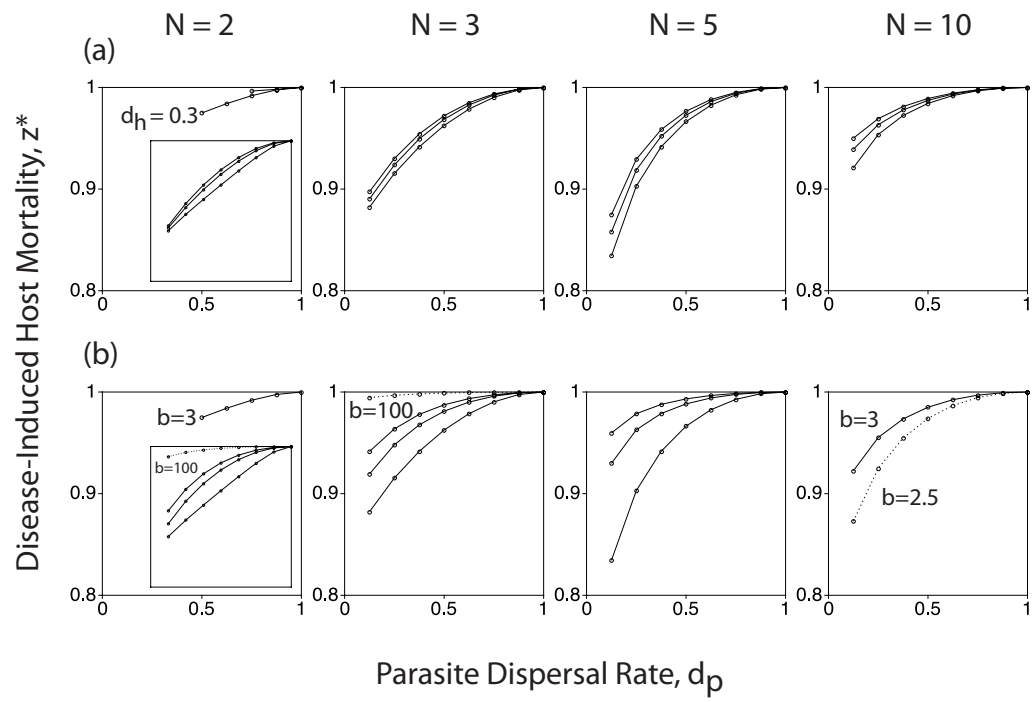 N = 2 N = 3 N = 5 N = 10
(a)
Disease-Induced Host Mortality, z*
1 1 1 1
dh = 0.3
0.9 0.9 0.9 0.9
0.8 0.8 0.8 0.8
0 0.5 1 0 0.5 1 0 0.5 1 0 0.5 1
(b)
1 1 1 1
b=3 b=100 b=3
b=100
0.9 0.9 0.9 0.9
b=2.5
0.8 0.8 0.8 0.8
0 0.5 1 0 0.5 1 0 0.5 1 0 0.5 1
Parasite Dispersal Rate, dp